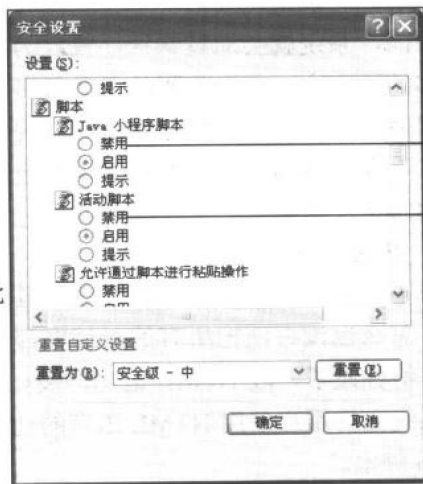 安全设置
设置(S):
提示
脚本
Java 小程序脚本
禁用
启用
提示
活动脚本
禁用
启用
提示
允许通过脚本进行粘贴操作
禁用
启用
重置自定义设置
重置为(R): 安全级 - 中 重置(E)
确定 取消